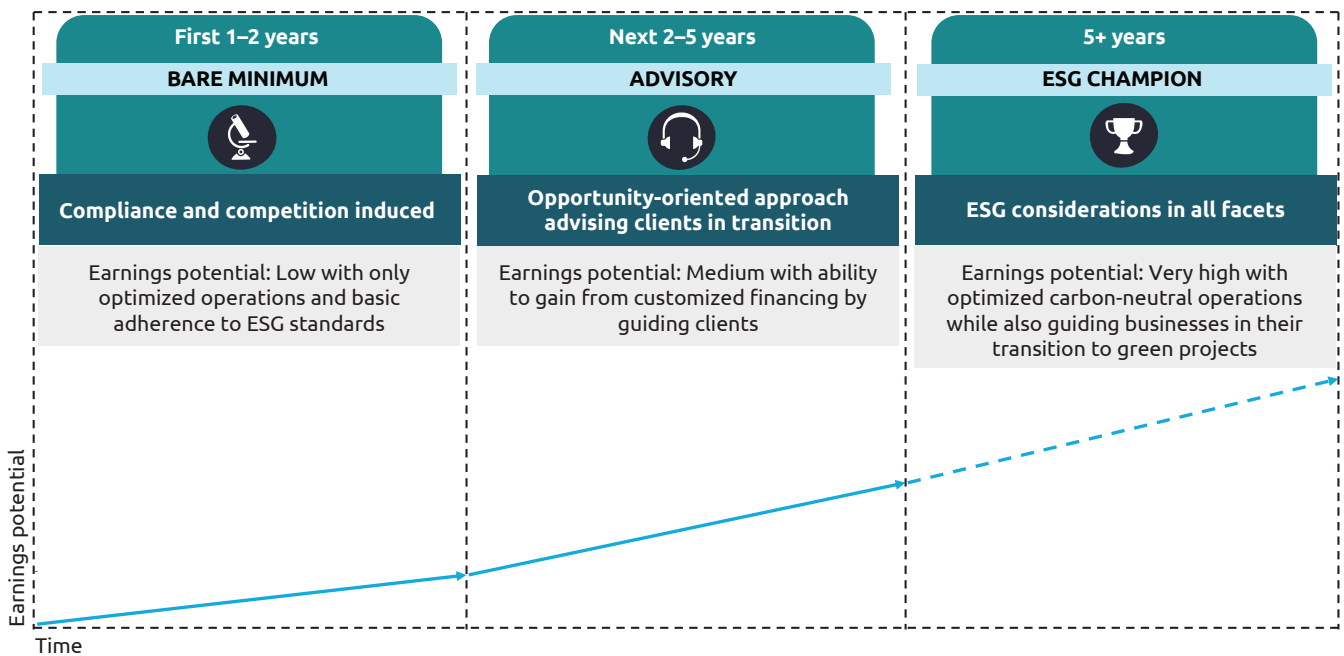 First 1–2 years
BARE MINIMUM
Compliance and competition induced
Earnings potential: Low with only
optimized operations and basic
adherence to ESG standards
Next 2–5 years
ADVISORY
Opportunity-oriented approach
advising clients in transition
Earnings potential: Medium with ability
to gain from customized financing by
guiding clients
5+ years
ESG CHAMPION
ESG considerations in all facets
Earnings potential: Very high with
optimized carbon-neutral operations
while also guiding businesses in their
transition to green projects
Earnings potential
Time